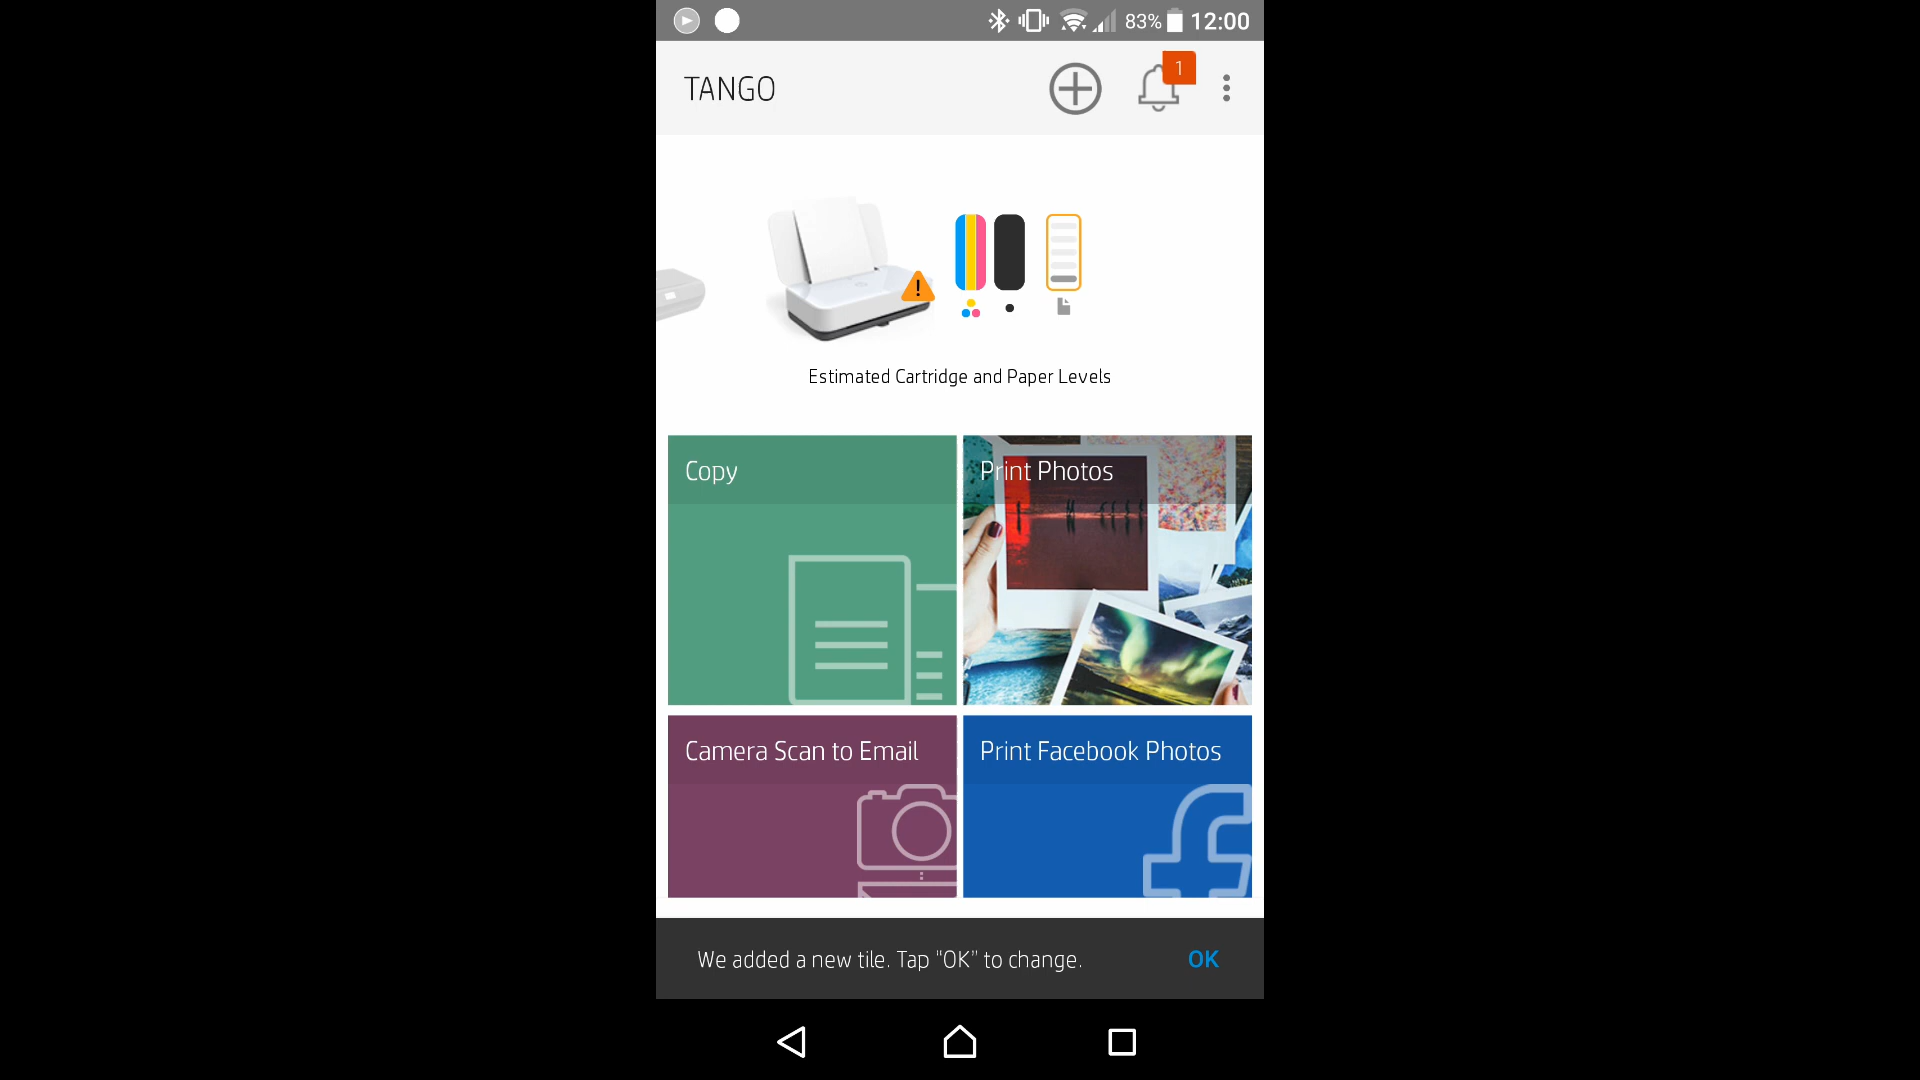 83% 12:00
TANGO
1
Estimated Cartridge and Paper Levels
Copy
Print Photos
Camera Scan to Email
Print Facebook Photos
We added a new tile. Tap "OK" to change.
OK